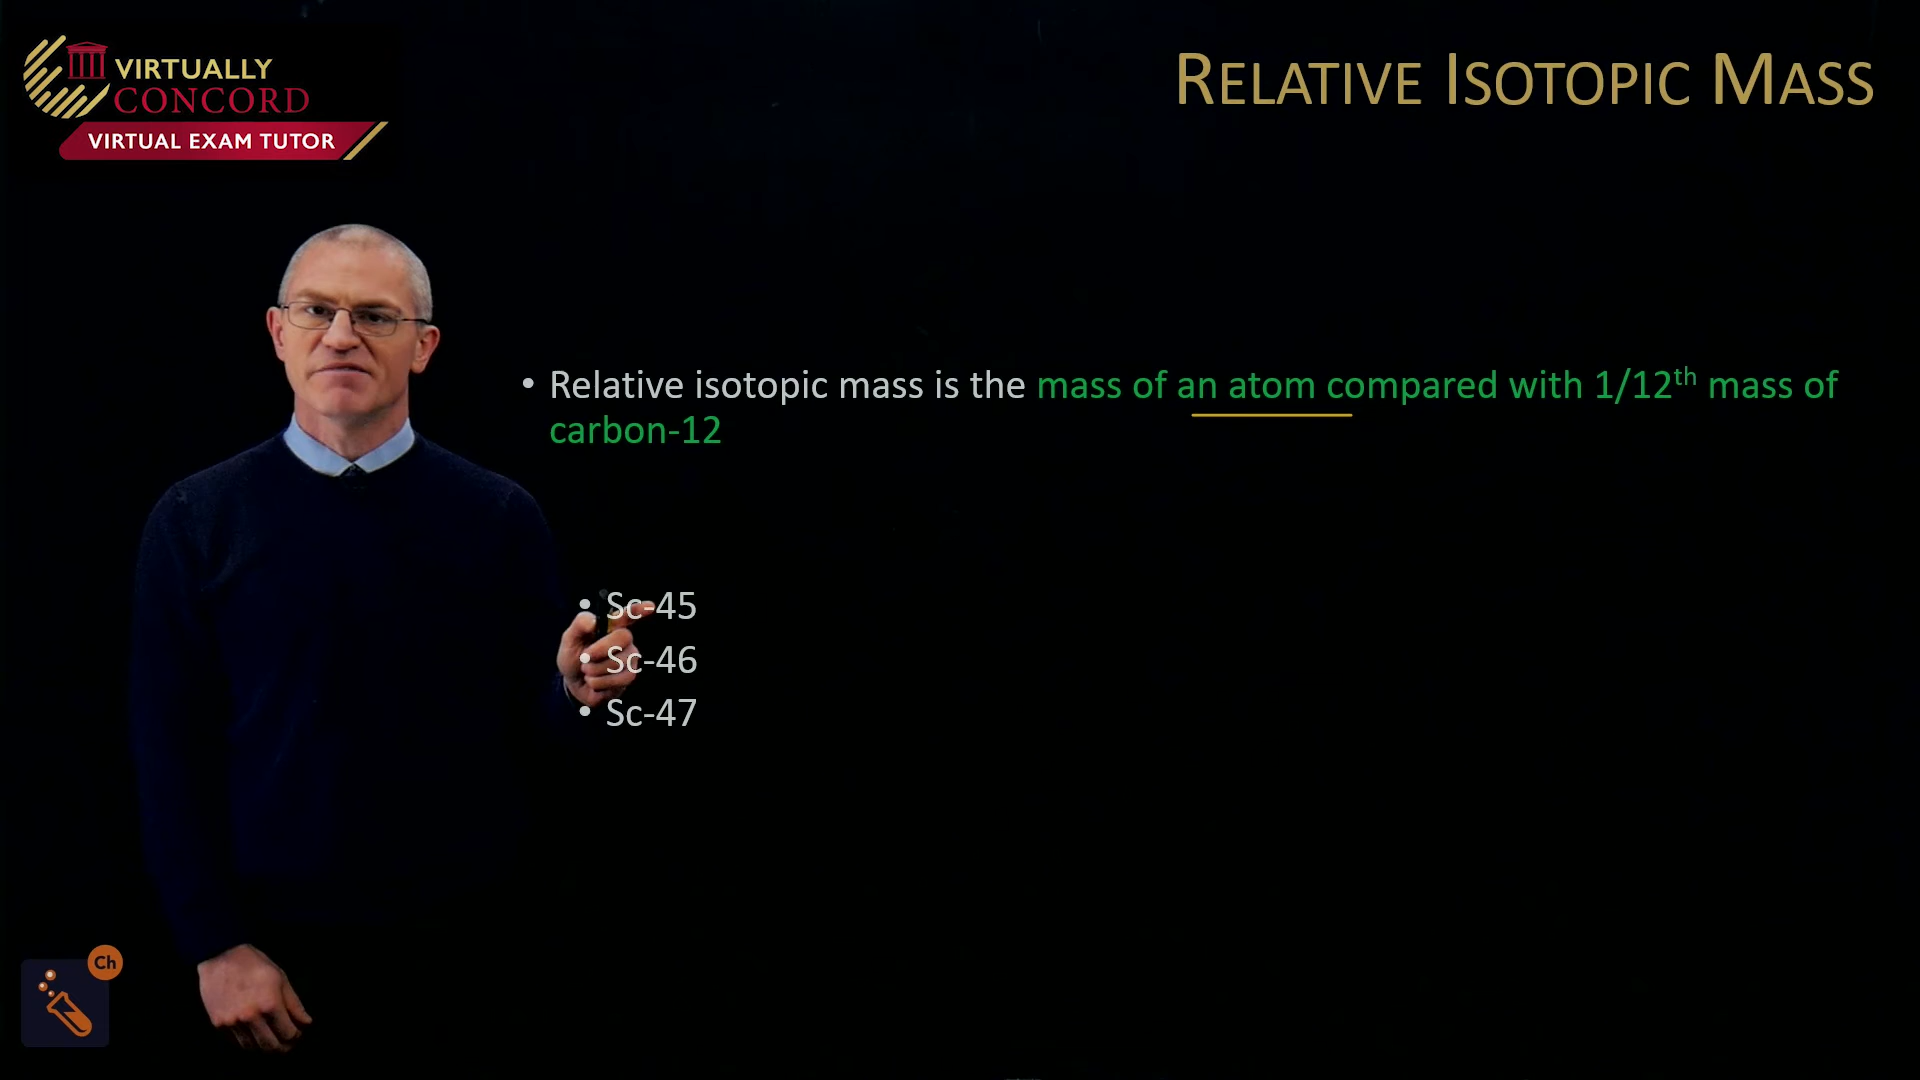 VIRTUALLY
CONCORD
VIRTUAL EXAM TUTOR
RELATIVE ISOTOPIC MASS
• Relative isotopic mass is the mass of an atom compared with 1/12th mass of
carbon-12
• Sc-45
• Sc-46
• Sc-47
Ch